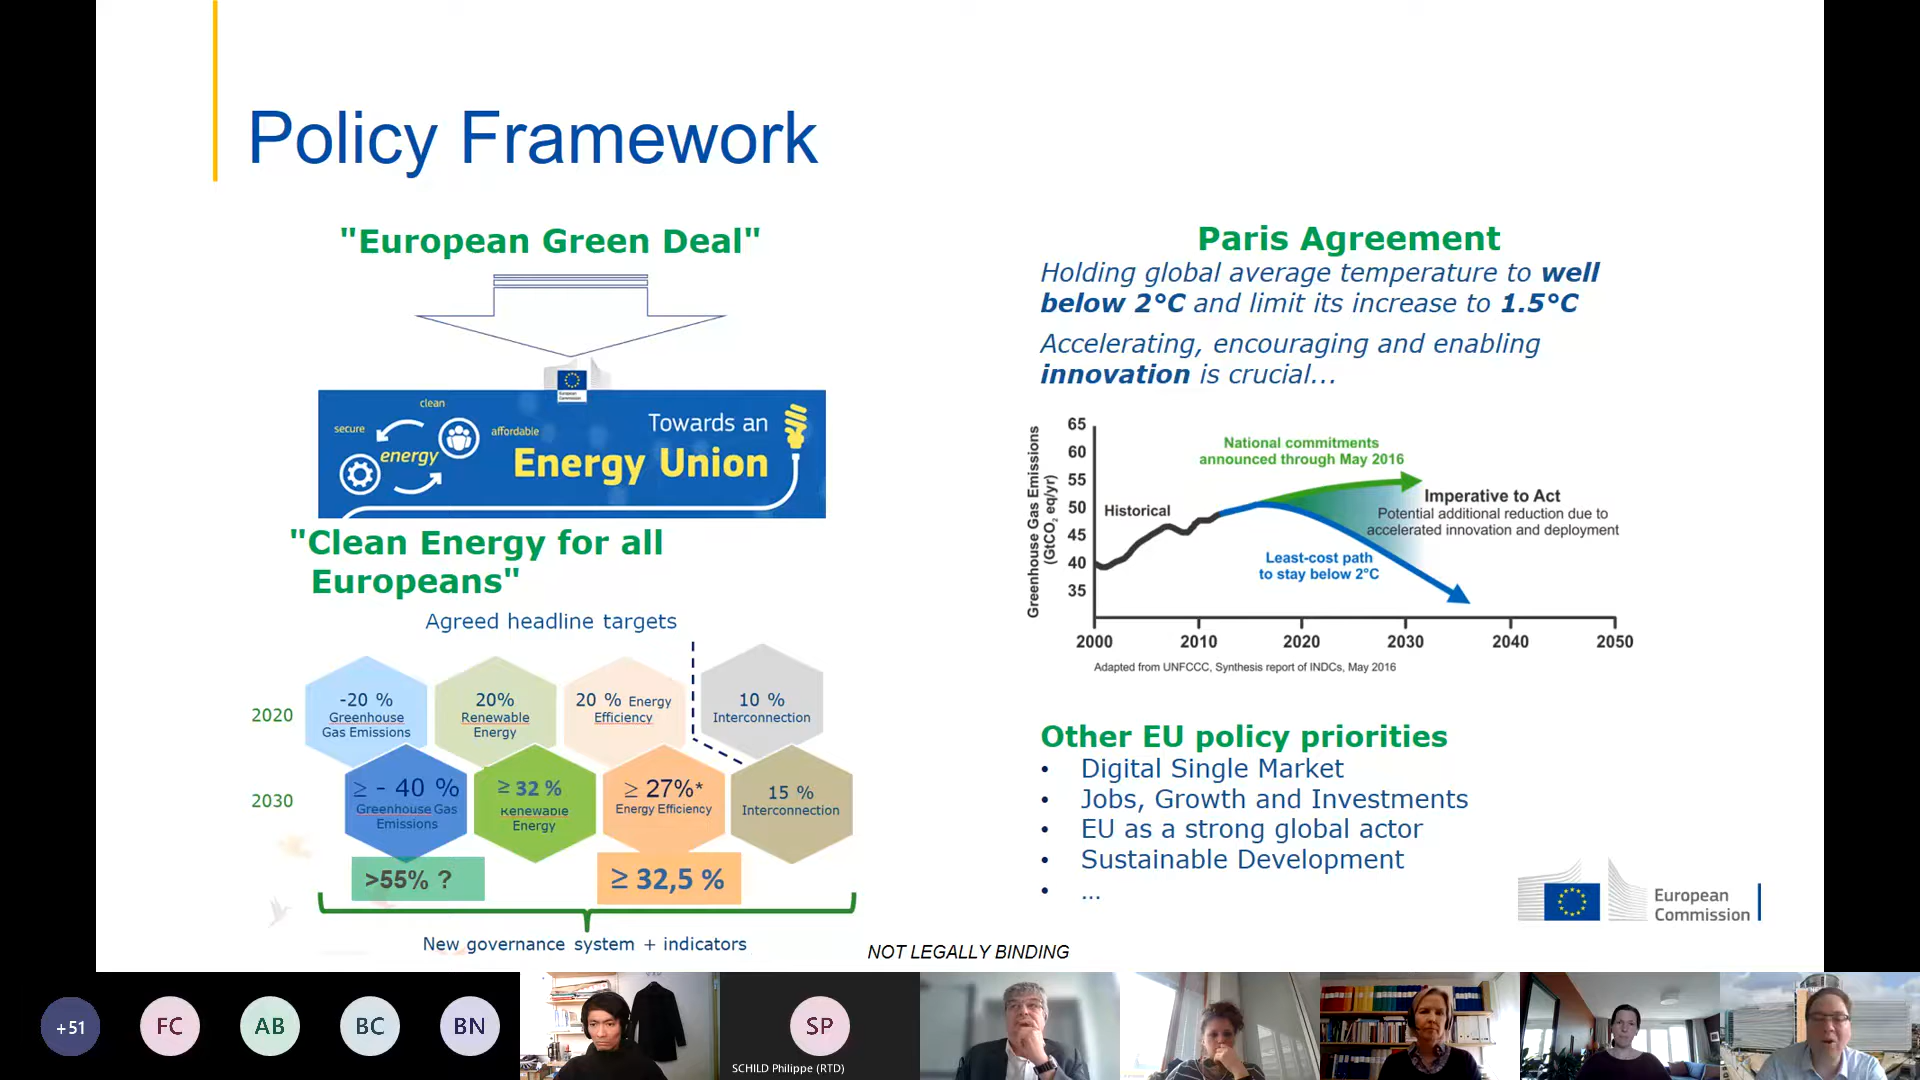 Policy Framework
"European Green Deal"
European
Commission
clean
secure
affordable
energy
Towards an
Energy Union
"Clean Energy for all
Europeans"
Agreed headline targets
2020
-20 %
Greenhouse
Gas Emissions
20%
Renewable
Energy
20 % Energy
Efficiency
10 %
Interconnection
2030
≥ - 40 %
Greenhouse Gas
Emissions
≥ 32 %
Renewable
Energy
≥ 27%*
Energy Efficiency
15 %
Interconnection
>55% ?
≥ 32,5 %
New governance system + indicators
Paris Agreement
Holding global average temperature to well
below 2°C and limit its increase to 1.5°C
Accelerating, encouraging and enabling
innovation is crucial...
Greenhouse Gas Emissions
(GtCO2 eq/yr)
65
60
55
50
45
40
35
National commitments
announced through May 2016
Historical
Imperative to Act
Potential additional reduction due to
accelerated innovation and deployment
Least-cost path
to stay below 2°C
2000 2010 2020 2030 2040 2050
Adapted from UNFCCC, Synthesis report of INDCs, May 2016
Other EU policy priorities
• Digital Single Market
• Jobs, Growth and Investments
• EU as a strong global actor
• Sustainable Development
• ...
European
Commission
NOT LEGALLY BINDING
+51
FC
AB
BC
BN
SP
SCHILD Philippe (RTD)